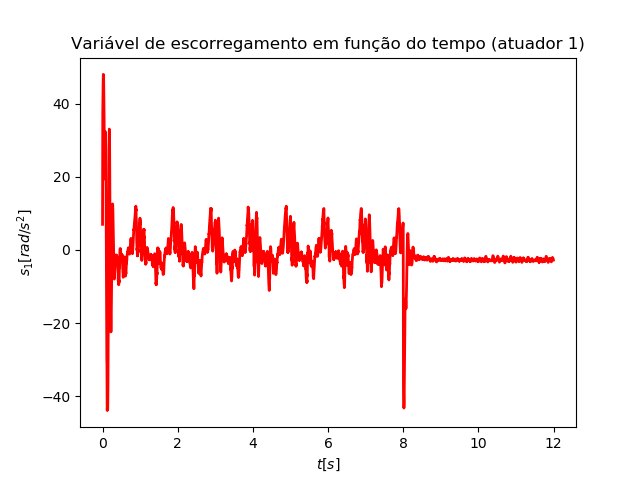 Variável de escorregamento em função do tempo (atuador 1)
40
20
0
−20
−40
s₁[rad/s²]
0 2 4 6 8 10 12
t[s]